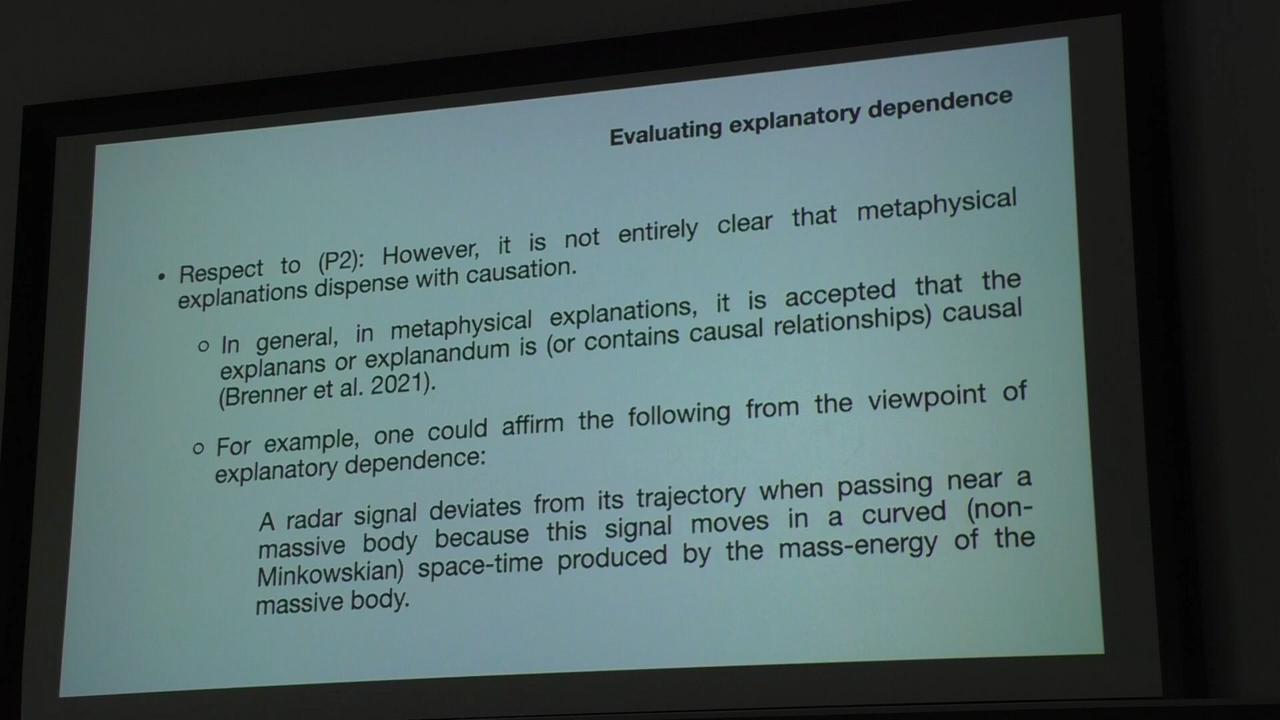 Evaluating explanatory dependence
• Respect to (P2): However, it is not entirely clear that metaphysical
explanations dispense with causation.
○ In general, in metaphysical explanations, it is accepted that the
explanans or explanandum is (or contains causal relationships) causal
(Brenner et al. 2021).
○ For example, one could affirm the following from the viewpoint of
explanatory dependence:
A radar signal deviates from its trajectory when passing near a
massive body because this signal moves in a curved (non-
Minkowskian) space-time produced by the mass-energy of the
massive body.